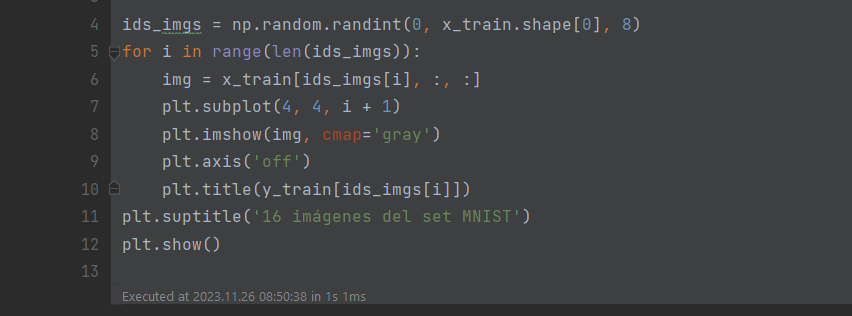 4 ids_imgs = np.random.randint(0, x_train.shape[0], 8)
5 for i in range(len(ids_imgs)):
6     img = x_train[ids_imgs[i], :, :]
7     plt.subplot(4, 4, i + 1)
8     plt.imshow(img, cmap='gray')
9     plt.axis('off')
10     plt.title(y_train[ids_imgs[i]])
11 plt.suptitle('16 imágenes del set MNIST')
12 plt.show()
13
Executed at 2023.11.26 08:50:38 in 1s 1ms